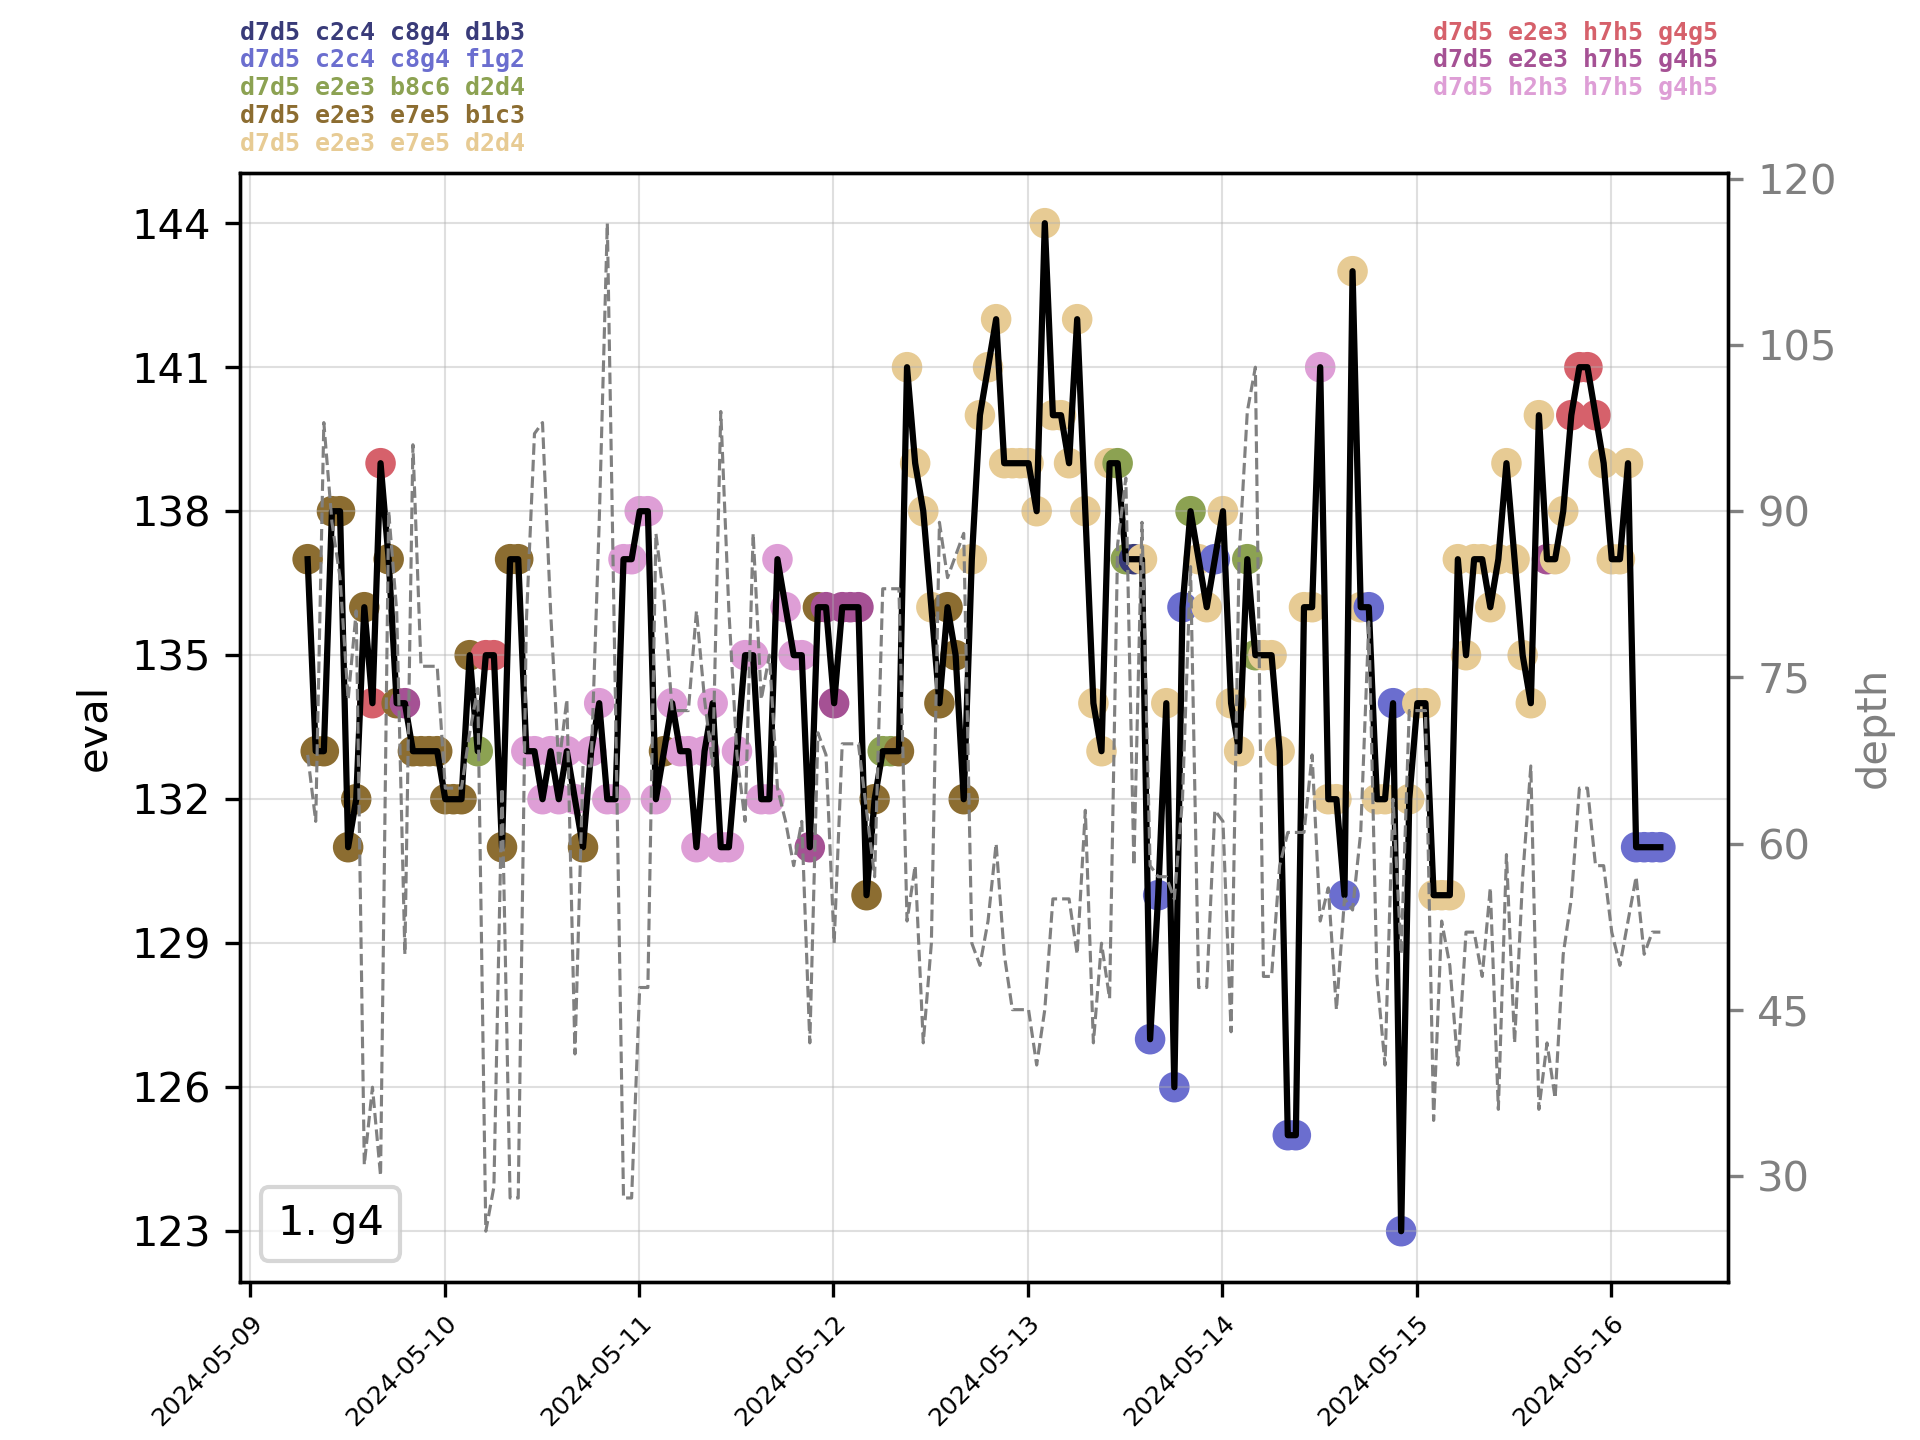 d7d5 c2c4 c8g4 d1b3
d7d5 c2c4 c8g4 f1g2
d7d5 e2e3 b8c6 d2d4
d7d5 e2e3 e7e5 b1c3
d7d5 e2e3 e7e5 d2d4
d7d5 e2e3 h7h5 g4g5
d7d5 e2e3 h7h5 g4h5
d7d5 h2h3 h7h5 g4h5
eval
144
141
138
135
132
129
126
123
120
105
90
75
60
45
30
depth
1. g4
2024-05-09
2024-05-10
2024-05-11
2024-05-12
2024-05-13
2024-05-14
2024-05-15
2024-05-16